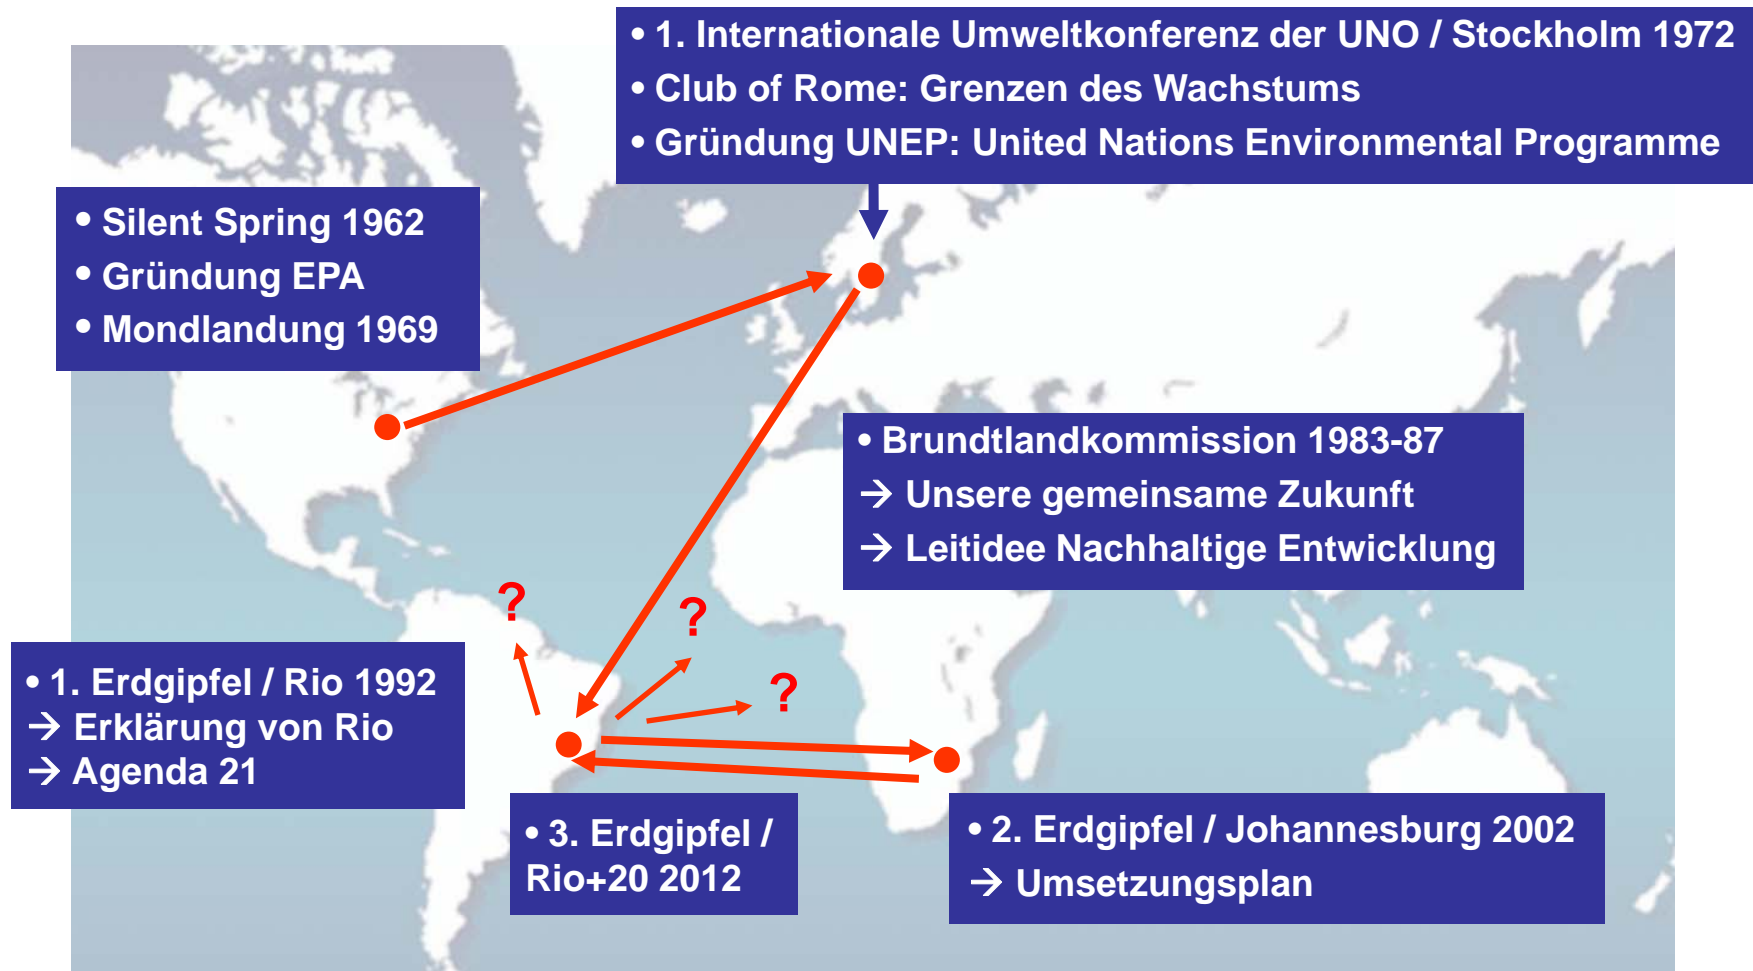 • 1. Internationale Umweltkonferenz der UNO / Stockholm 1972
• Club of Rome: Grenzen des Wachstums
• Gründung UNEP: United Nations Environmental Programme
• Silent Spring 1962
• Gründung EPA
• Mondlandung 1969
• Brundtlandkommission 1983-87
→ Unsere gemeinsame Zukunft
→ Leitidee Nachhaltige Entwicklung
?
?
?
• 1. Erdgipfel / Rio 1992
→ Erklärung von Rio
→ Agenda 21
• 3. Erdgipfel /
Rio+20 2012
• 2. Erdgipfel / Johannesburg 2002
→ Umsetzungsplan